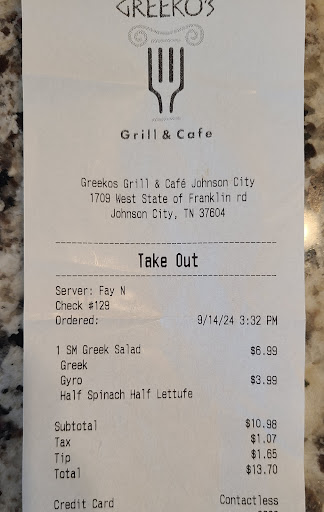 GREEKO'S
Grill & Cafe
Greekos Grill & Café Johnson City
1709 West State of Franklin rd
Johnson City, TN 37604
Take Out
Server: Fay N
Check #129
Ordered: 9/14/24 3:32 PM
1 SM Greek Salad $6.99
Greek
Gyro $3.99
Half Spinach Half Lettufe
Subtotal $10.98
Tax $1.07
Tip $1.65
Total $13.70
Credit Card Contactless